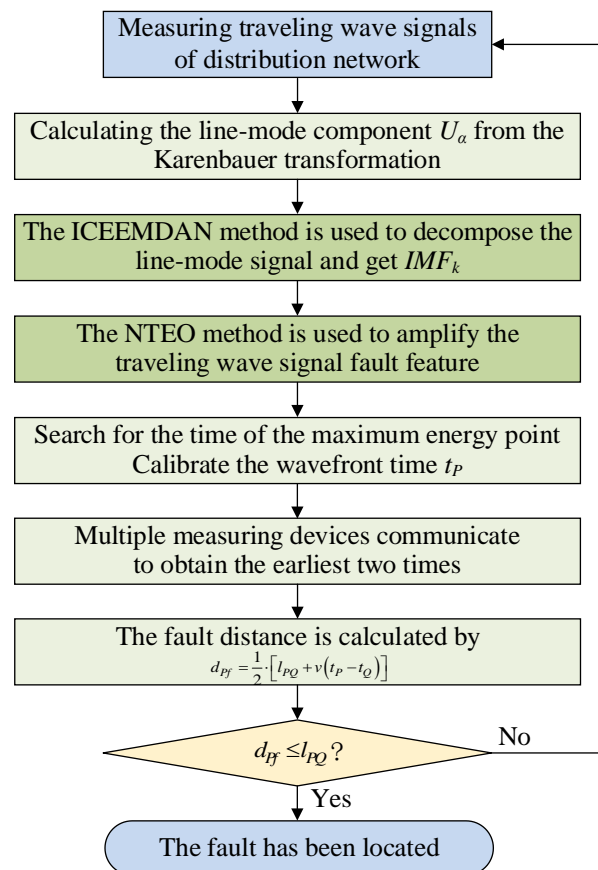 Measuring traveling wave signals
of distribution network
Calculating the line-mode component Uα from the
Karenbauer transformation
The ICEEMDAN method is used to decompose the
line-mode signal and get IMFk
The NTEO method is used to amplify the
traveling wave signal fault feature
Search for the time of the maximum energy point
Calibrate the wavefront time tP
Multiple measuring devices communicate
to obtain the earliest two times
The fault distance is calculated by
dPf = 1/2·[lPQ + v(tP − tQ)]
dPf ≤ lPQ ?
No
Yes
The fault has been located